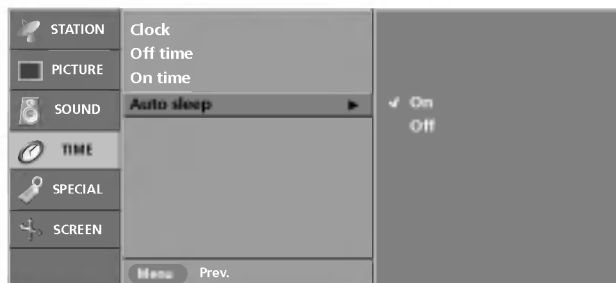 STATION
PICTURE
SOUND
TIME
SPECIAL
SCREEN
Clock
Off time
On time
Auto sleep
On
Off
Menu Prev.